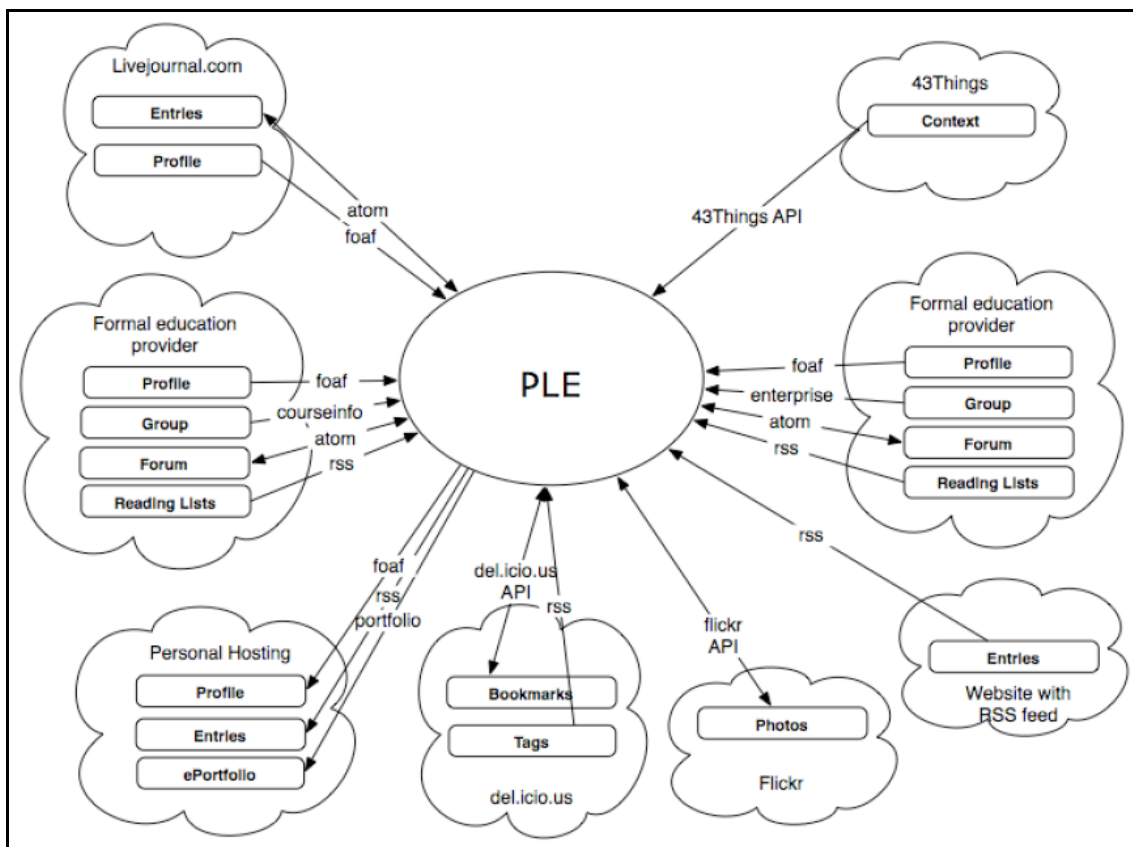 Livejournal.com
Entries
Profile
atom
foaf
43Things
Context
43Things API
Formal education
provider
Profile
Group
Forum
Reading Lists
foaf
courseinfo
atom
rss
PLE
Formal education
provider
Profile
Group
Forum
Reading Lists
foaf
enterprise
atom
rss
foaf
rss
portfolio
Personal Hosting
Profile
Entries
ePortfolio
del.icio.us
API
rss
Bookmarks
Tags
del.icio.us
flickr
API
Photos
Flickr
rss
Entries
Website with
RSS feed